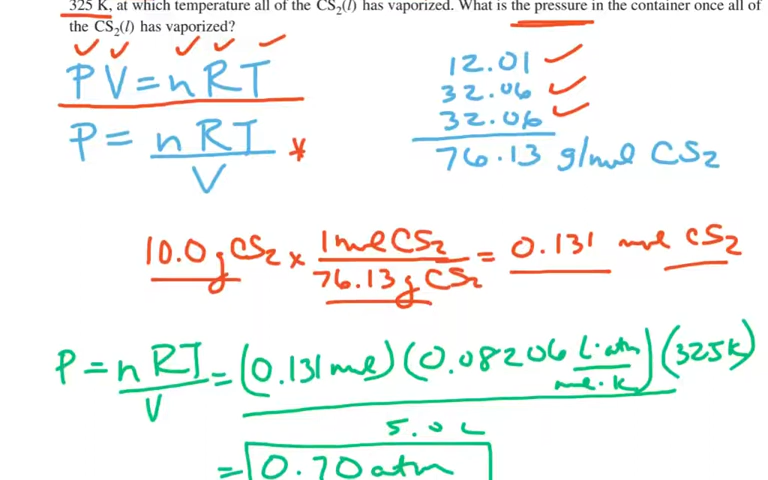 325 K, at which temperature all of the CS₂(l) has vaporized. What is the pressure in the container once all of
the CS₂(l) has vaporized?
PV = nRT
P = nRT / V *
12.01
32.06
32.06
76.13 g/mol CS₂
10.0 g CS₂ × 1 mol CS₂ / 76.13 g CS₂ = 0.131 mol CS₂
P = nRT / V = (0.131 mol)(0.08206 L·atm / mol·K)(325 K) / 5.0 L
= 0.70 atm